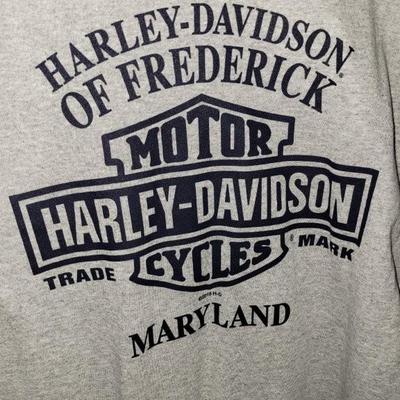 HARLEY-DAVIDSON®
OF FREDERICK
MOTOR
HARLEY-DAVIDSON
CYCLES
TRADE ® MARK
MARYLAND